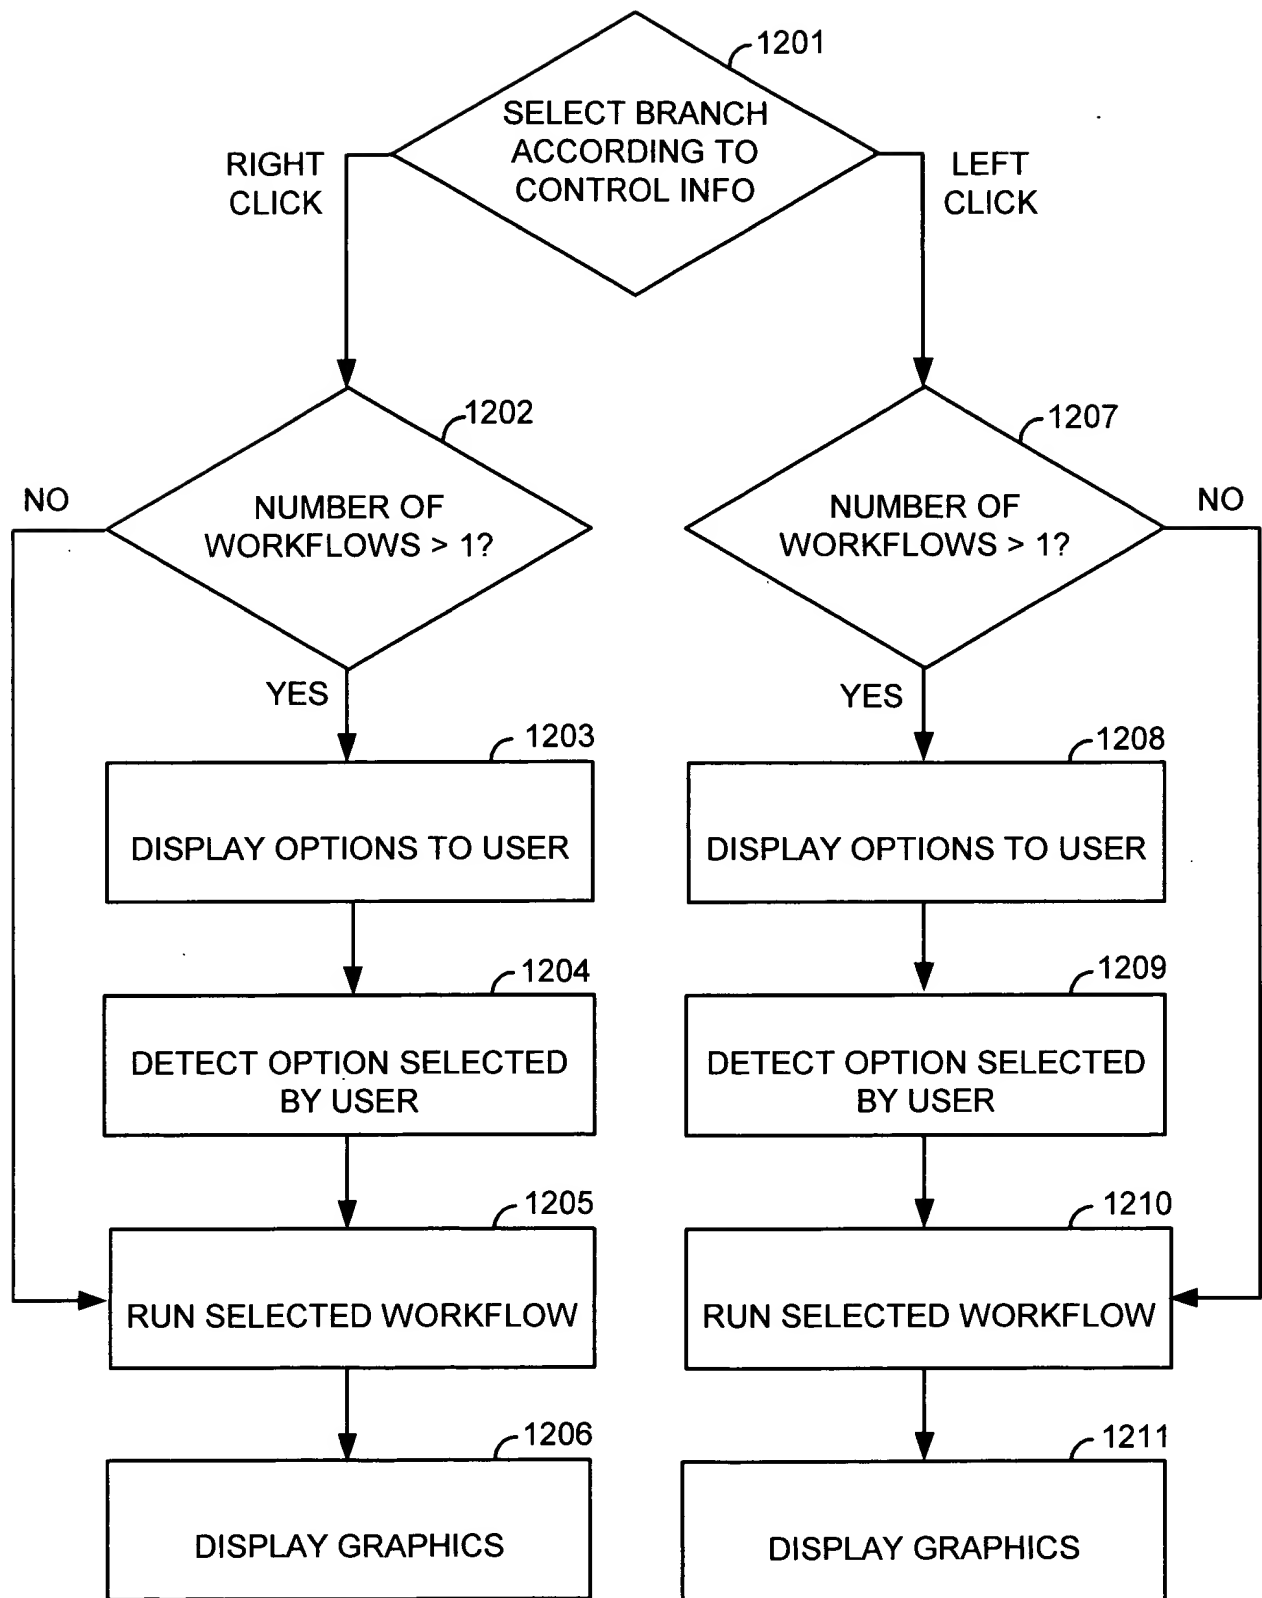 1201
SELECT BRANCH
ACCORDING TO
CONTROL INFO
RIGHT
CLICK
LEFT
CLICK
1202
NUMBER OF
WORKFLOWS > 1?
NO
YES
1207
NUMBER OF
WORKFLOWS > 1?
NO
YES
1203
DISPLAY OPTIONS TO USER
1208
DISPLAY OPTIONS TO USER
1204
DETECT OPTION SELECTED
BY USER
1209
DETECT OPTION SELECTED
BY USER
1205
RUN SELECTED WORKFLOW
1210
RUN SELECTED WORKFLOW
1206
DISPLAY GRAPHICS
1211
DISPLAY GRAPHICS